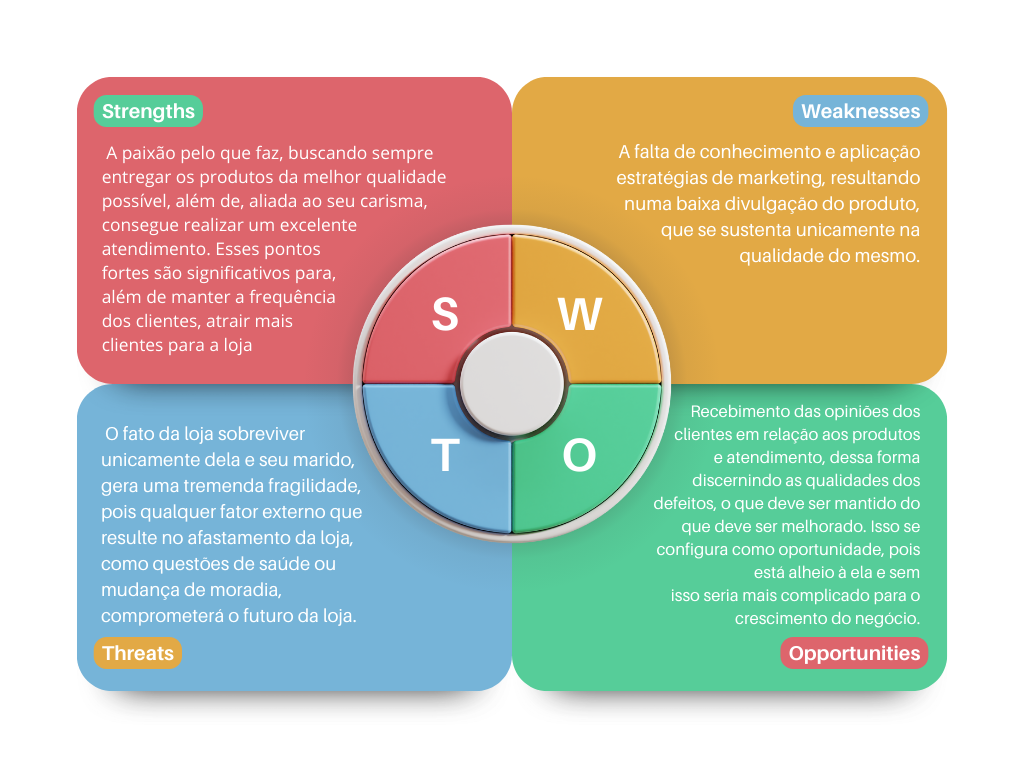 Strengths
A paixão pelo que faz, buscando sempre
entregar os produtos da melhor qualidade
possível, além de, aliada ao seu carisma,
consegue realizar um excelente
atendimento. Esses pontos
fortes são significativos para,
além de manter a frequência
dos clientes, atrair mais
clientes para a loja
Weaknesses
A falta de conhecimento e aplicação
estratégias de marketing, resultando
numa baixa divulgação do produto,
que se sustenta unicamente na
qualidade do mesmo.
S
W
T
O
O fato da loja sobreviver
unicamente dela e seu marido,
gera uma tremenda fragilidade,
pois qualquer fator externo que
resulte no afastamento da loja,
como questões de saúde ou
mudança de moradia,
comprometerá o futuro da loja.
Threats
Recebimento das opiniões dos
clientes em relação aos produtos
e atendimento, dessa forma
discernindo as qualidades dos
defeitos, o que deve ser mantido do
que deve ser melhorado. Isso se
configura como oportunidade, pois
está alheio à ela e sem
isso seria mais complicado para o
crescimento do negócio.
Opportunities